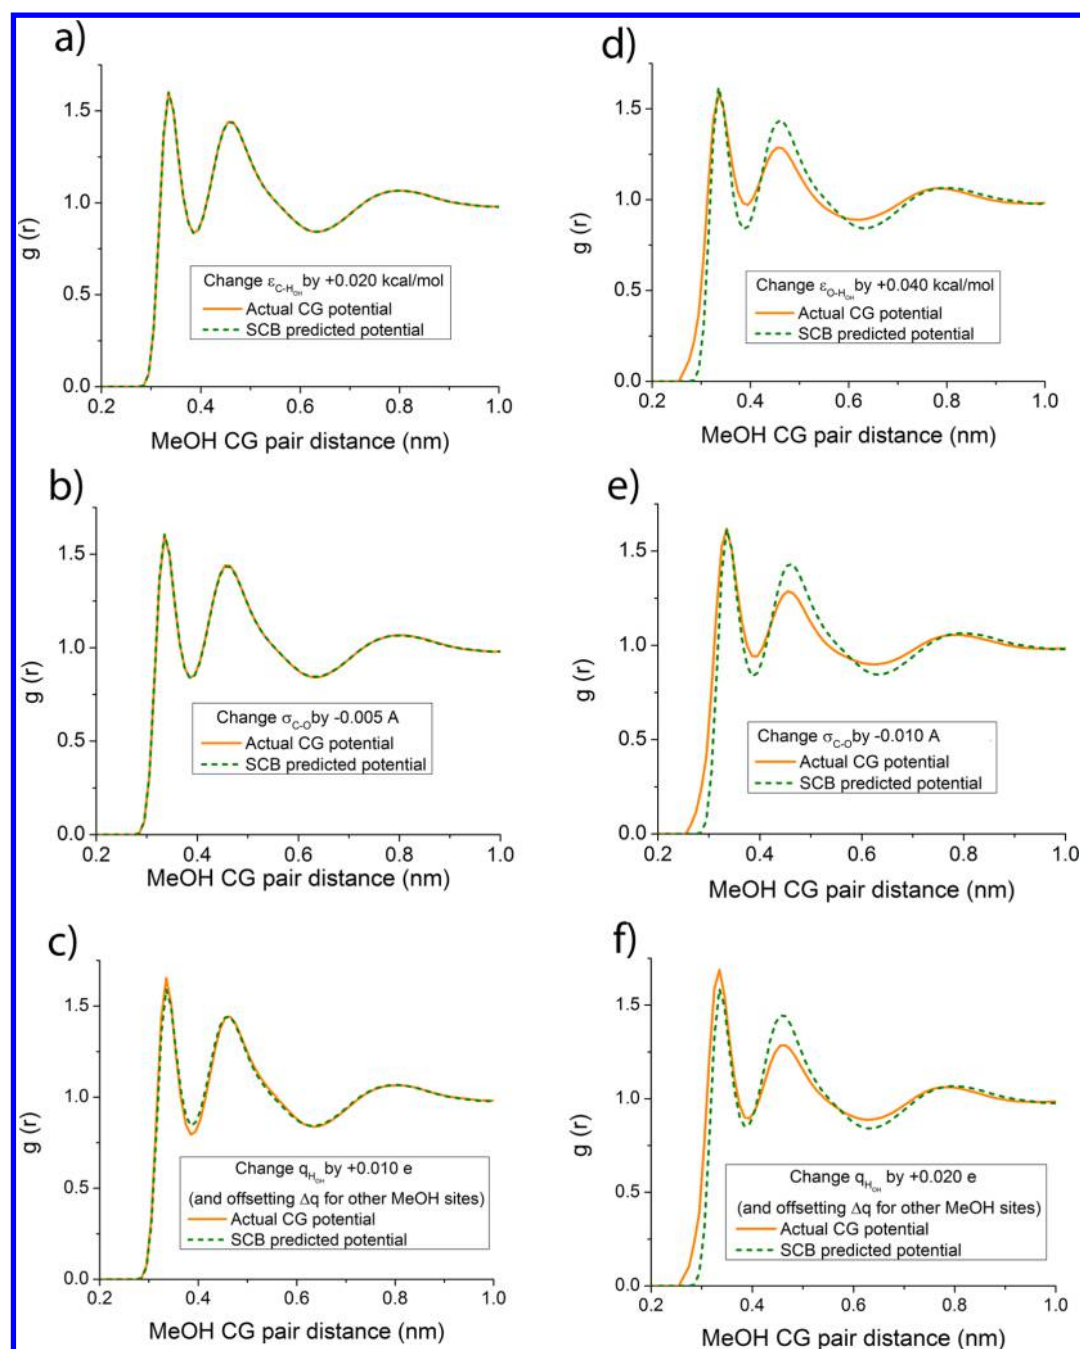 a)
g (r)
1.5
1.0
0.5
0.0
Change ε_C-H_OH by +0.020 kcal/mol
Actual CG potential
SCB predicted potential
0.2 0.4 0.6 0.8 1.0
MeOH CG pair distance (nm)
d)
g (r)
1.5
1.0
0.5
0.0
Change ε_O-H_OH by +0.040 kcal/mol
Actual CG potential
SCB predicted potential
0.2 0.4 0.6 0.8 1.0
MeOH CG pair distance (nm)
b)
g (r)
1.5
1.0
0.5
0.0
Change σ_C-O by -0.005 A
Actual CG potential
SCB predicted potential
0.2 0.4 0.6 0.8 1.0
MeOH CG pair distance (nm)
e)
g (r)
1.5
1.0
0.5
0.0
Change σ_C-O by -0.010 A
Actual CG potential
SCB predicted potential
0.2 0.4 0.6 0.8 1.0
MeOH CG pair distance (nm)
c)
g (r)
1.5
1.0
0.5
0.0
Change q_H_OH by +0.010 e
(and offsetting Δq for other MeOH sites)
Actual CG potential
SCB predicted potential
0.2 0.4 0.6 0.8 1.0
MeOH CG pair distance (nm)
f)
g (r)
1.5
1.0
0.5
0.0
Change q_H_OH by +0.020 e
(and offsetting Δq for other MeOH sites)
Actual CG potential
SCB predicted potential
0.2 0.4 0.6 0.8 1.0
MeOH CG pair distance (nm)